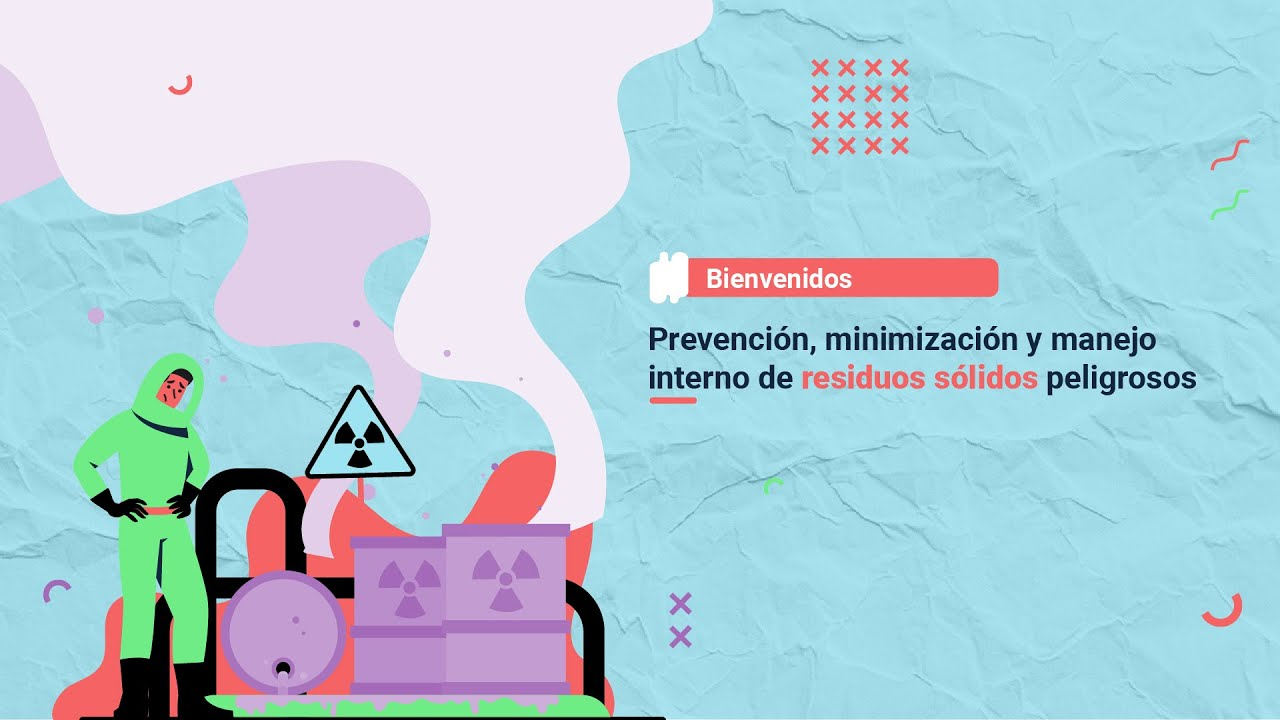 Bienvenidos
Prevención, minimización y manejo
interno de residuos sólidos peligrosos